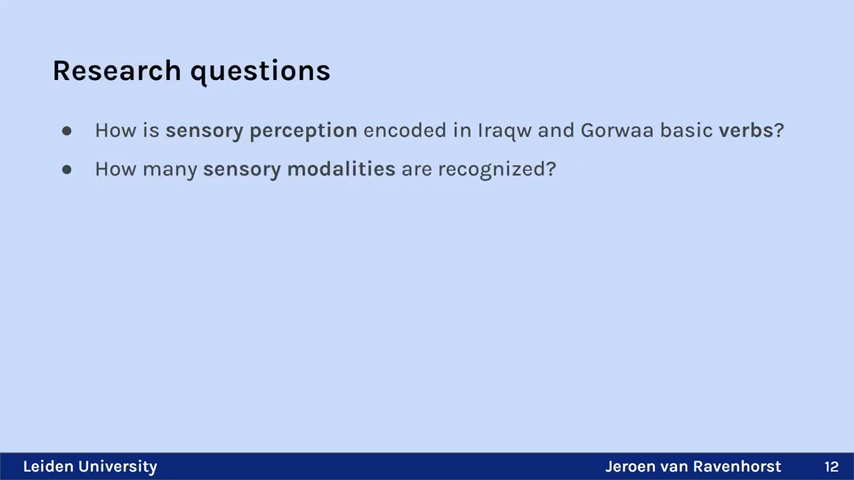 Research questions
● How is sensory perception encoded in Iraqw and Gorwaa basic verbs?
● How many sensory modalities are recognized?
Leiden University
Jeroen van Ravenhorst
12